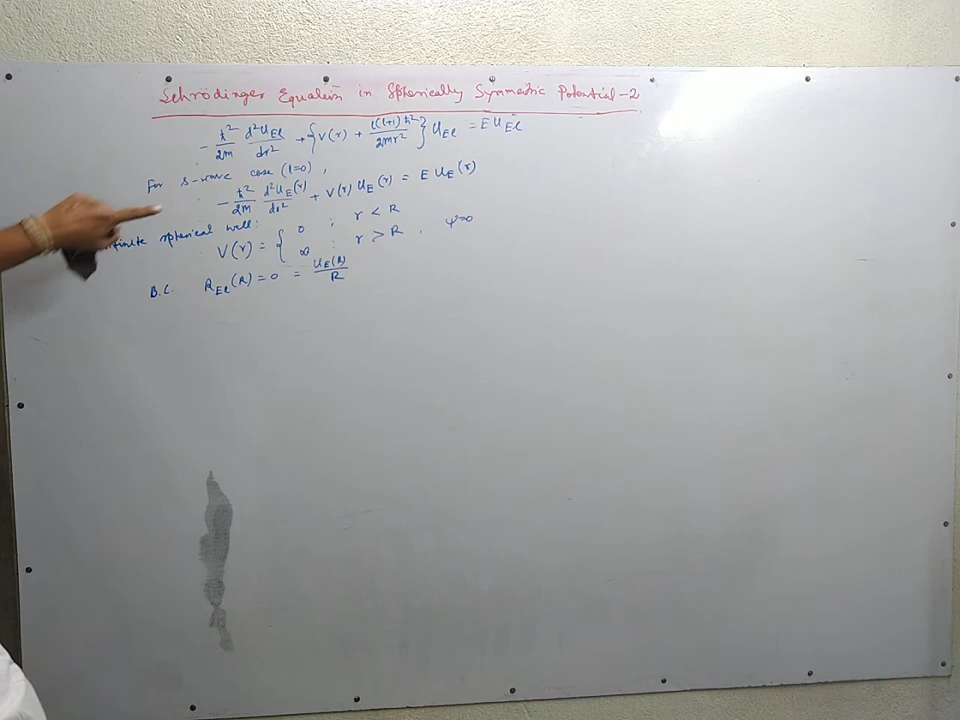 Schrödinger Equation in Spherically Symmetric Potential -2
- ħ²/2m d²U_El/dr² + {V(r) + l(l+1)ħ²/2mr²} U_El = E U_El
For s-wave case (l=0),
- ħ²/2m d²U_E(r)/dr² + V(r) U_E(r) = E U_E(r)
finite spherical well:
V(r) = { 0 ; r < R
∞ ; r > R , ψ=0
B.C. R_El(R) = 0 = U_E(R)/R